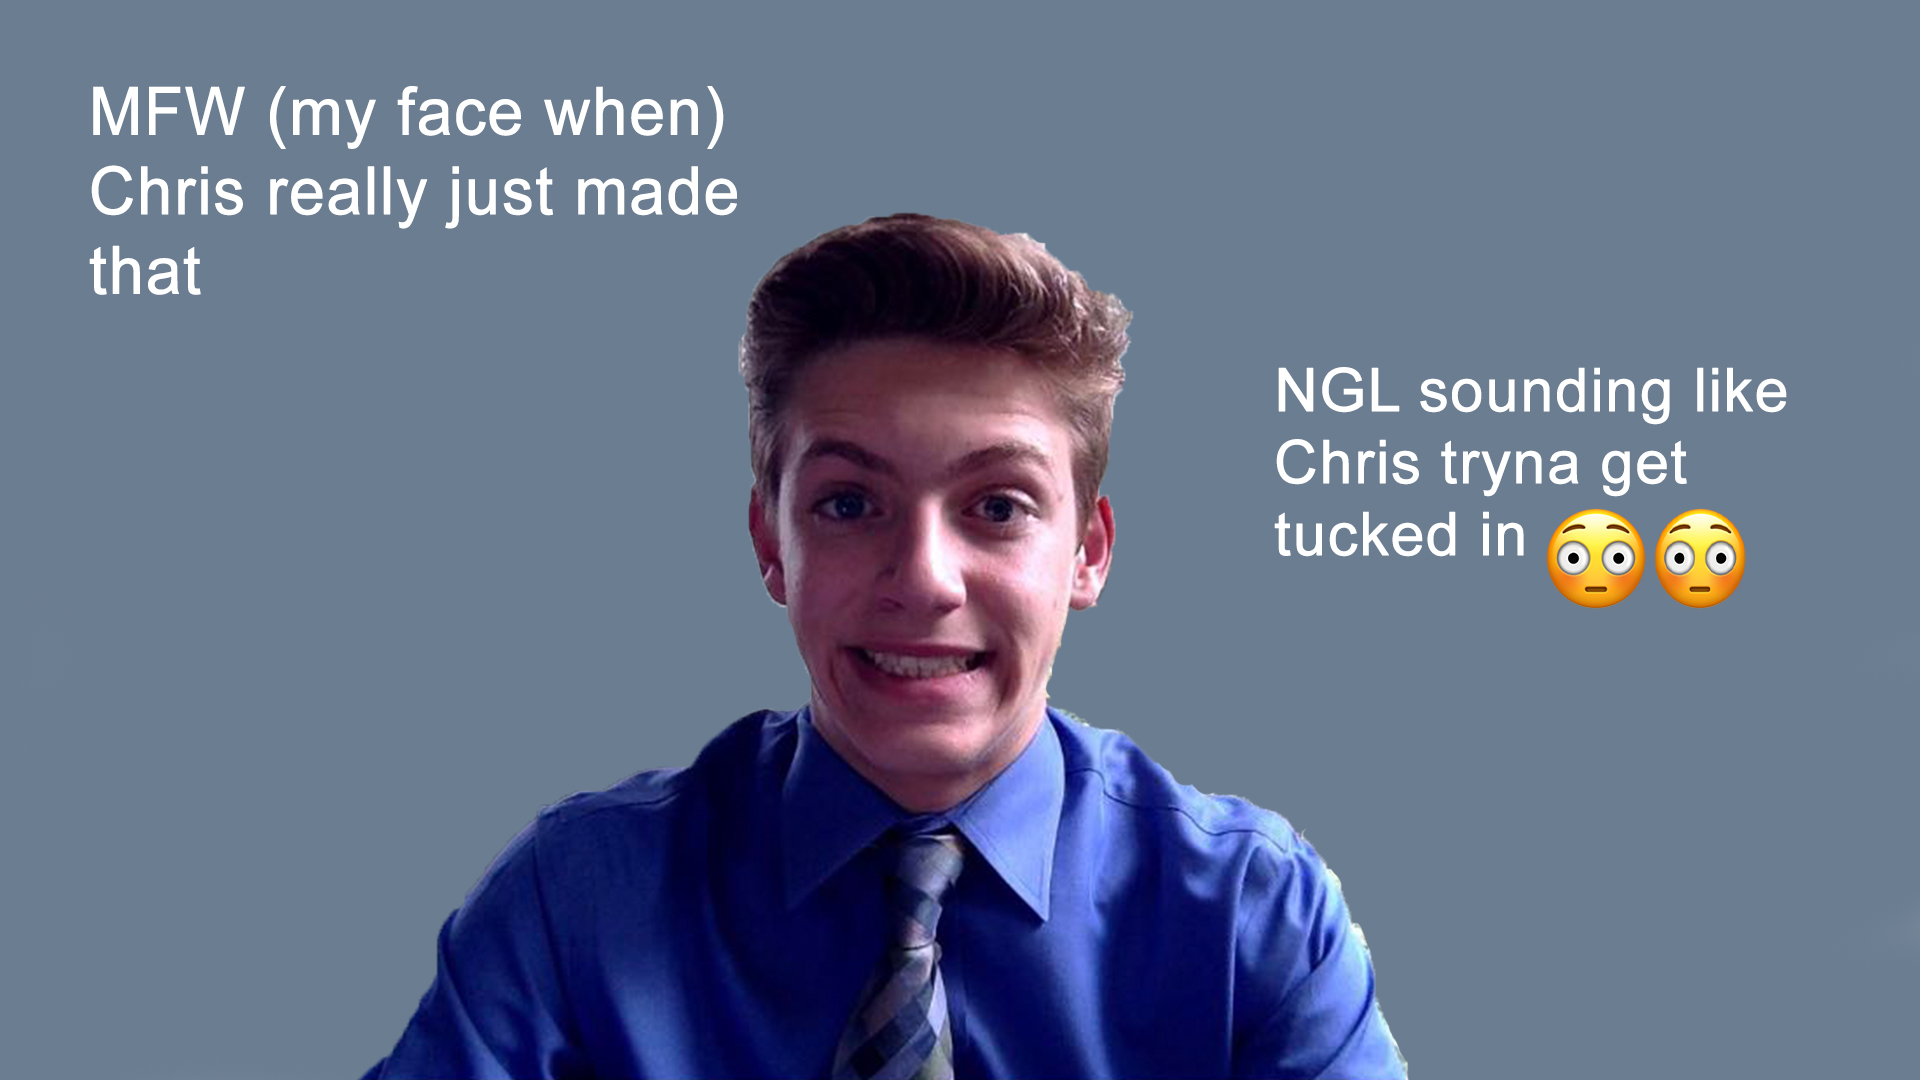 MFW (my face when)
Chris really just made
that
NGL sounding like
Chris tryna get
tucked in 😳😳